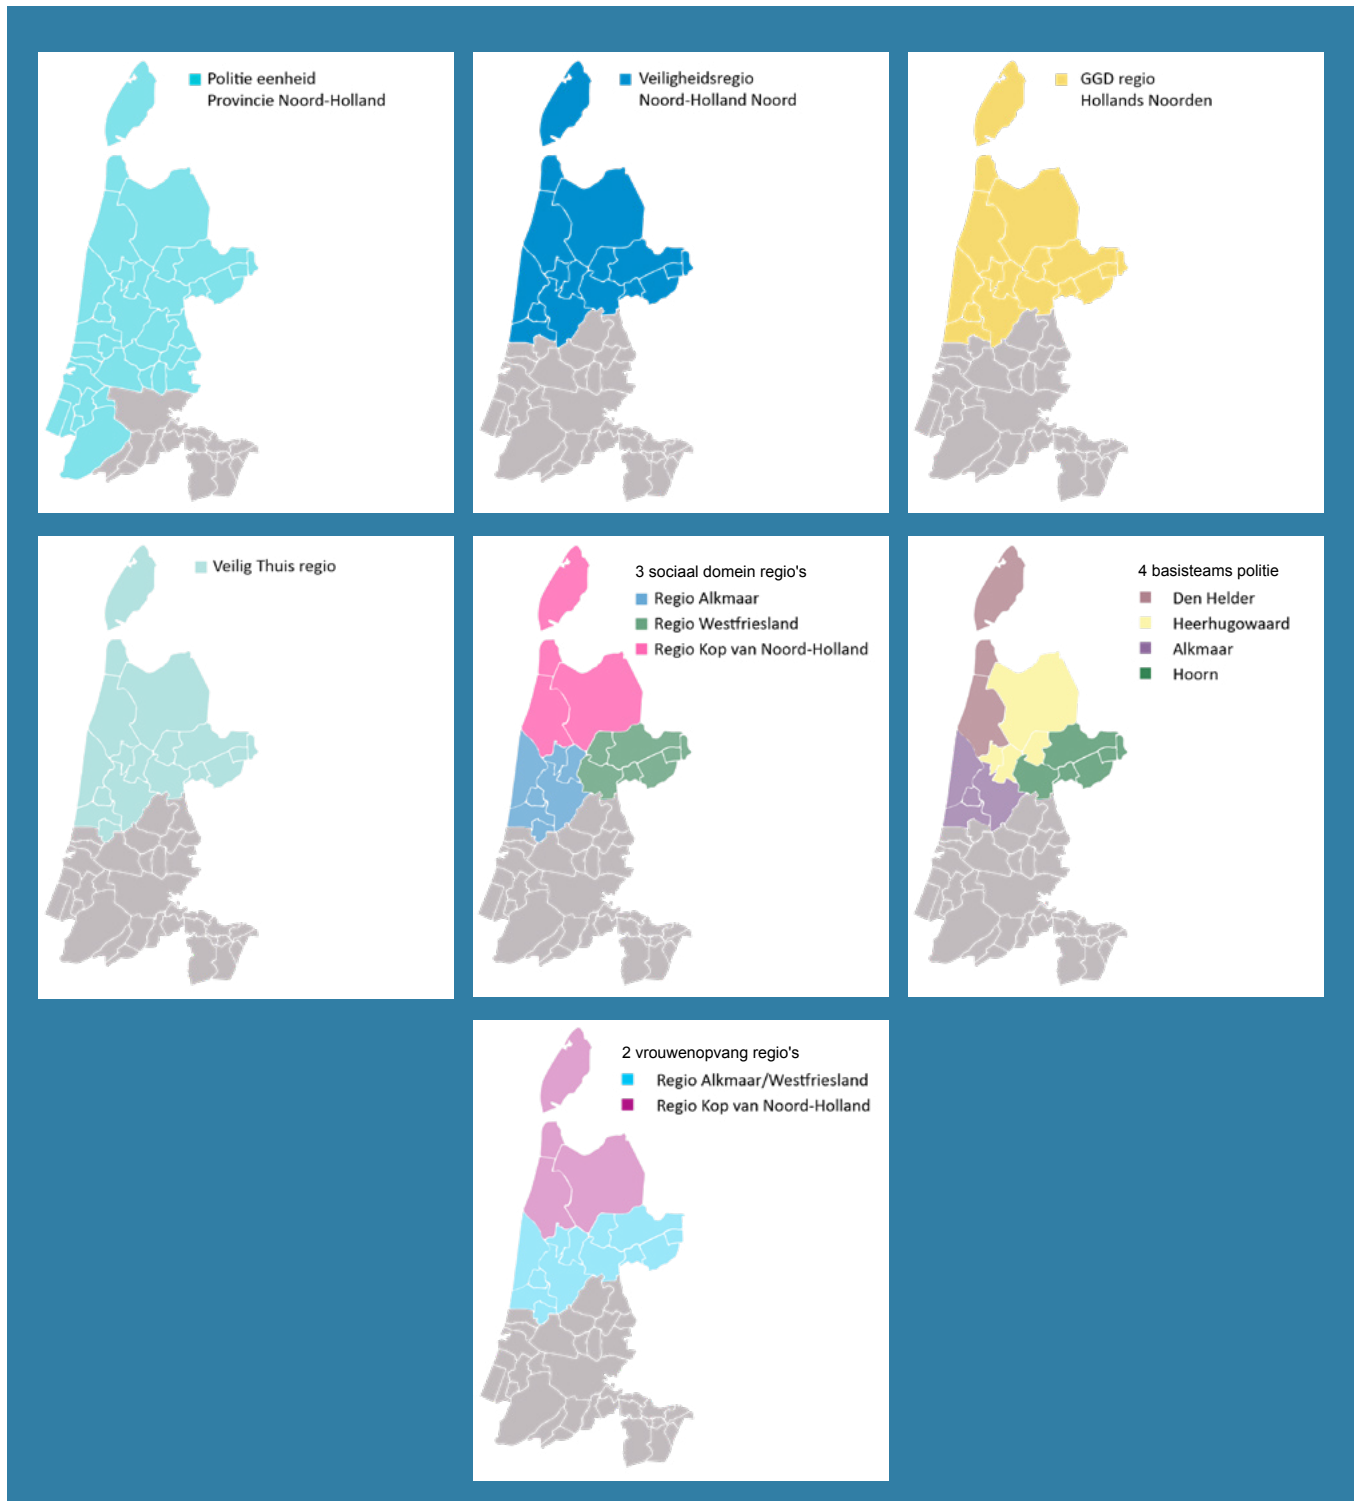 Politie eenheid
Provincie Noord-Holland
Veiligheidsregio
Noord-Holland Noord
GGD regio
Hollands Noorden
Veilig Thuis regio
3 sociaal domein regio's
Regio Alkmaar
Regio Westfriesland
Regio Kop van Noord-Holland
4 basisteams politie
Den Helder
Heerhugowaard
Alkmaar
Hoorn
2 vrouwenopvang regio's
Regio Alkmaar/Westfriesland
Regio Kop van Noord-Holland